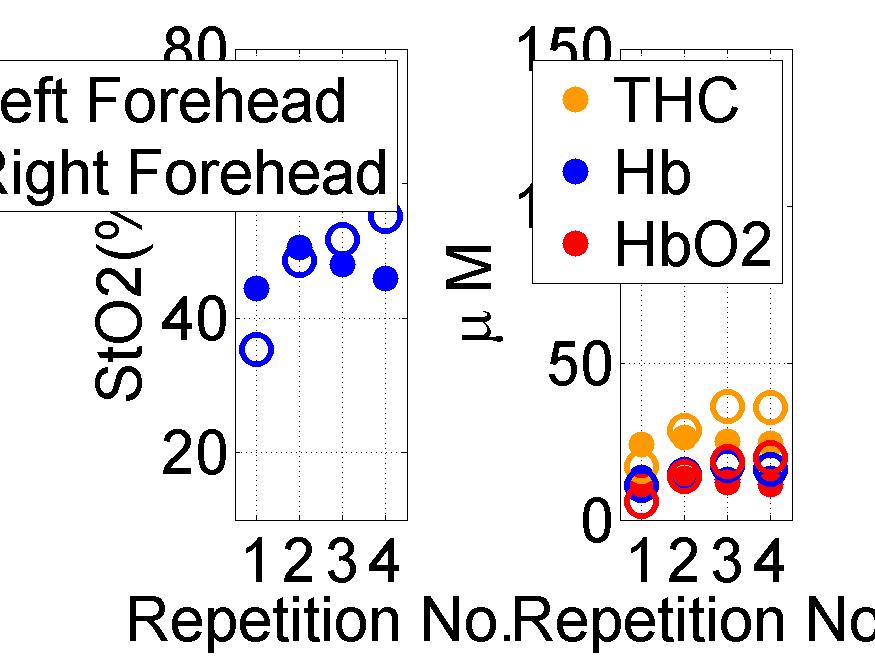 80
eft Forehead
Right Forehead
StO2(%
40
20
1 2 3 4
Repetition No.
150
THC
Hb
HbO2
μ M
50
0
1 2 3 4
Repetition No